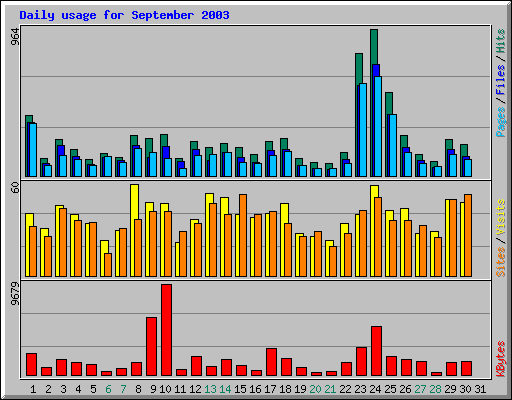 Daily usage for September 2003
964
Pages / Files / Hits
60
Sites / Visits
9679
KBytes
1 2 3 4 5 6 7 8 9 10 11 12 13 14 15 16 17 18 19 20 21 22 23 24 25 26 27 28 29 30 31